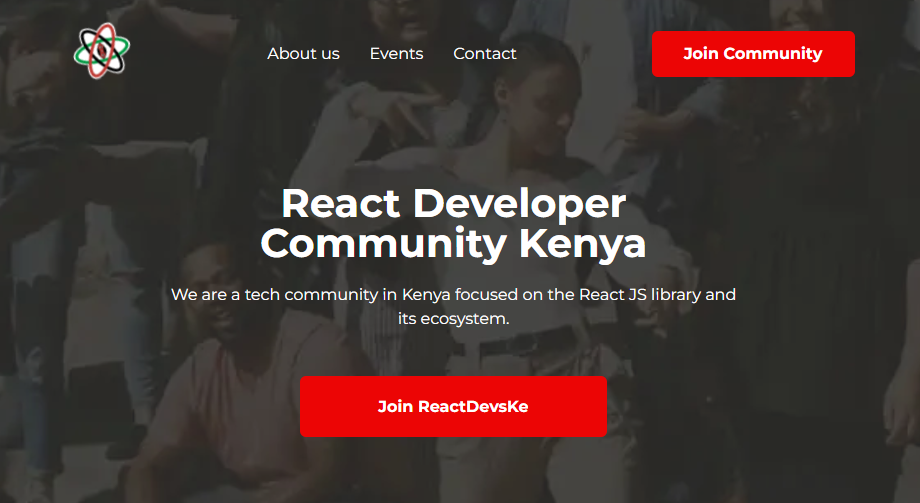 About us Events Contact Join Community
React Developer
Community Kenya
We are a tech community in Kenya focused on the React JS library and
its ecosystem.
Join ReactDevsKe